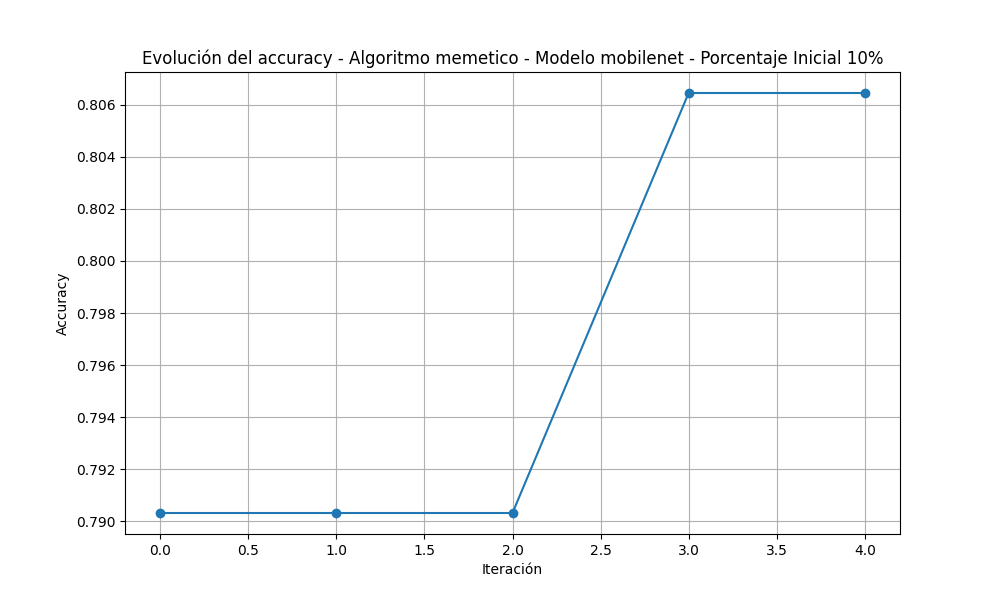 Evolución del accuracy - Algoritmo memetico - Modelo mobilenet - Porcentaje Inicial 10%
0.806
0.804
0.802
0.800
0.798
0.796
0.794
0.792
0.790
Accuracy
0.0 0.5 1.0 1.5 2.0 2.5 3.0 3.5 4.0
Iteración